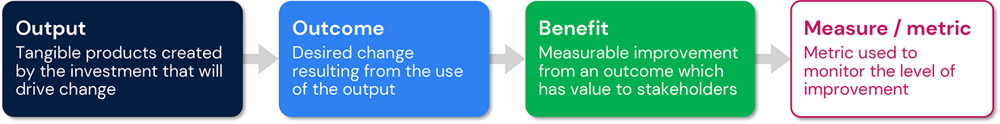 Output
Tangible products created
by the investment that will
drive change
Outcome
Desired change
resulting from the use
of the output
Benefit
Measurable improvement
from an outcome which
has value to stakeholders
Measure / metric
Metric used to
monitor the level of
improvement